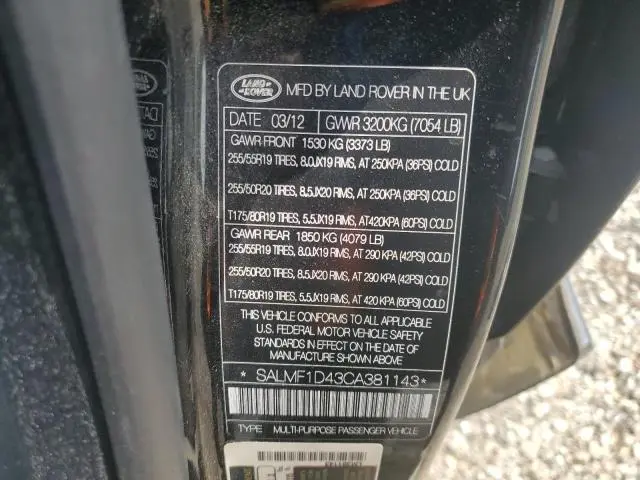 LAND ROVER
MFD BY LAND ROVER IN THE UK
DATE 03/12 GWVR 3200KG (7054 LB)
GAWR FRONT 1530 KG (3373 LB)
255/55R19 TIRES, 8.0JX19 RIMS, AT 250KPA (36PSI) COLD
255/50R20 TIRES, 8.5JX20 RIMS, AT 250KPA (36PSI) COLD
T175/80R19 TIRES, 5.5JX19 RIMS, AT420KPA (60PSI) COLD
GAWR REAR 1850 KG (4079 LB)
255/55R19 TIRES, 8.0JX19 RIMS, AT 290 KPA (42PSI) COLD
255/50R20 TIRES, 8.5JX20 RIMS, AT 290 KPA (42PSI) COLD
T175/80R19 TIRES, 5.5JX19 RIMS, AT 420 KPA (60PSI) COLD
THIS VEHICLE CONFORMS TO ALL APPLICABLE
U.S. FEDERAL MOTOR VEHICLE SAFETY
STANDARDS IN EFFECT ON THE DATE OF
MANUFACTURE SHOWN ABOVE
* SALMF1D43CA381143 *
TYPE MULTI-PURPOSE PASSENGER VEHICLE